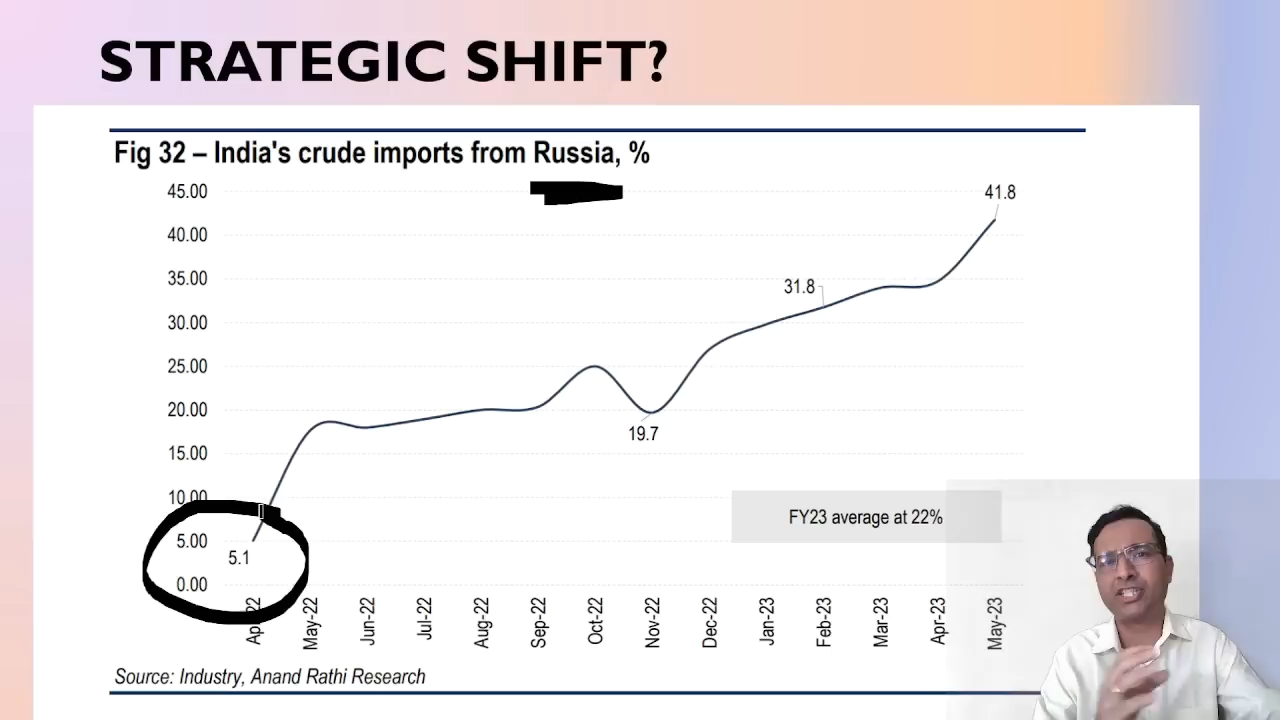 STRATEGIC SHIFT?
Fig 32 – India's crude imports from Russia, %
45.00
41.8
40.00
35.00
31.8
30.00
25.00
20.00
19.7
15.00
10.00
FY23 average at 22%
5.00
5.1
0.00
May-22
Jun-22
Jul-22
Aug-22
Sep-22
Oct-22
Nov-22
Dec-22
Jan-23
Feb-23
Mar-23
Apr-23
May-23
Source: Industry, Anand Rathi Research